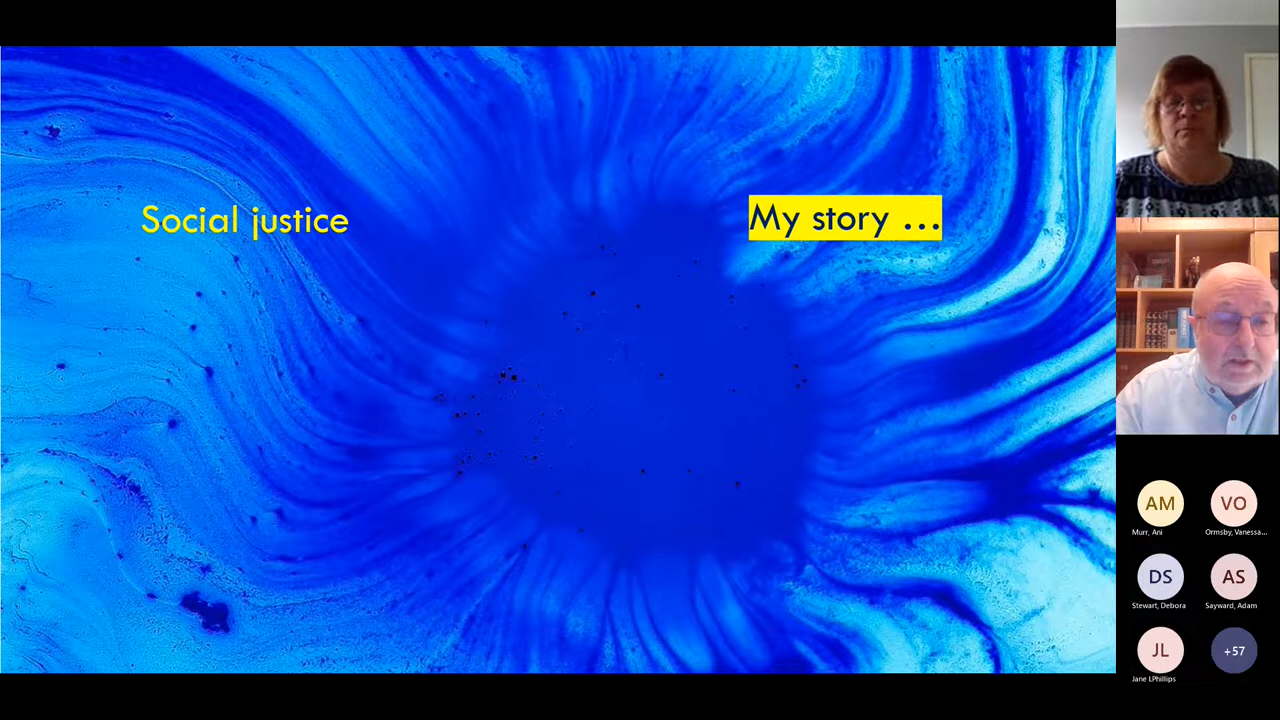 Social justice
My story ...
AM
VO
Murr, Ani
Ormsby, Vanessa...
DS
AS
Stewart, Debora
Sayward, Adam
JL
+57
Jane LPhillips